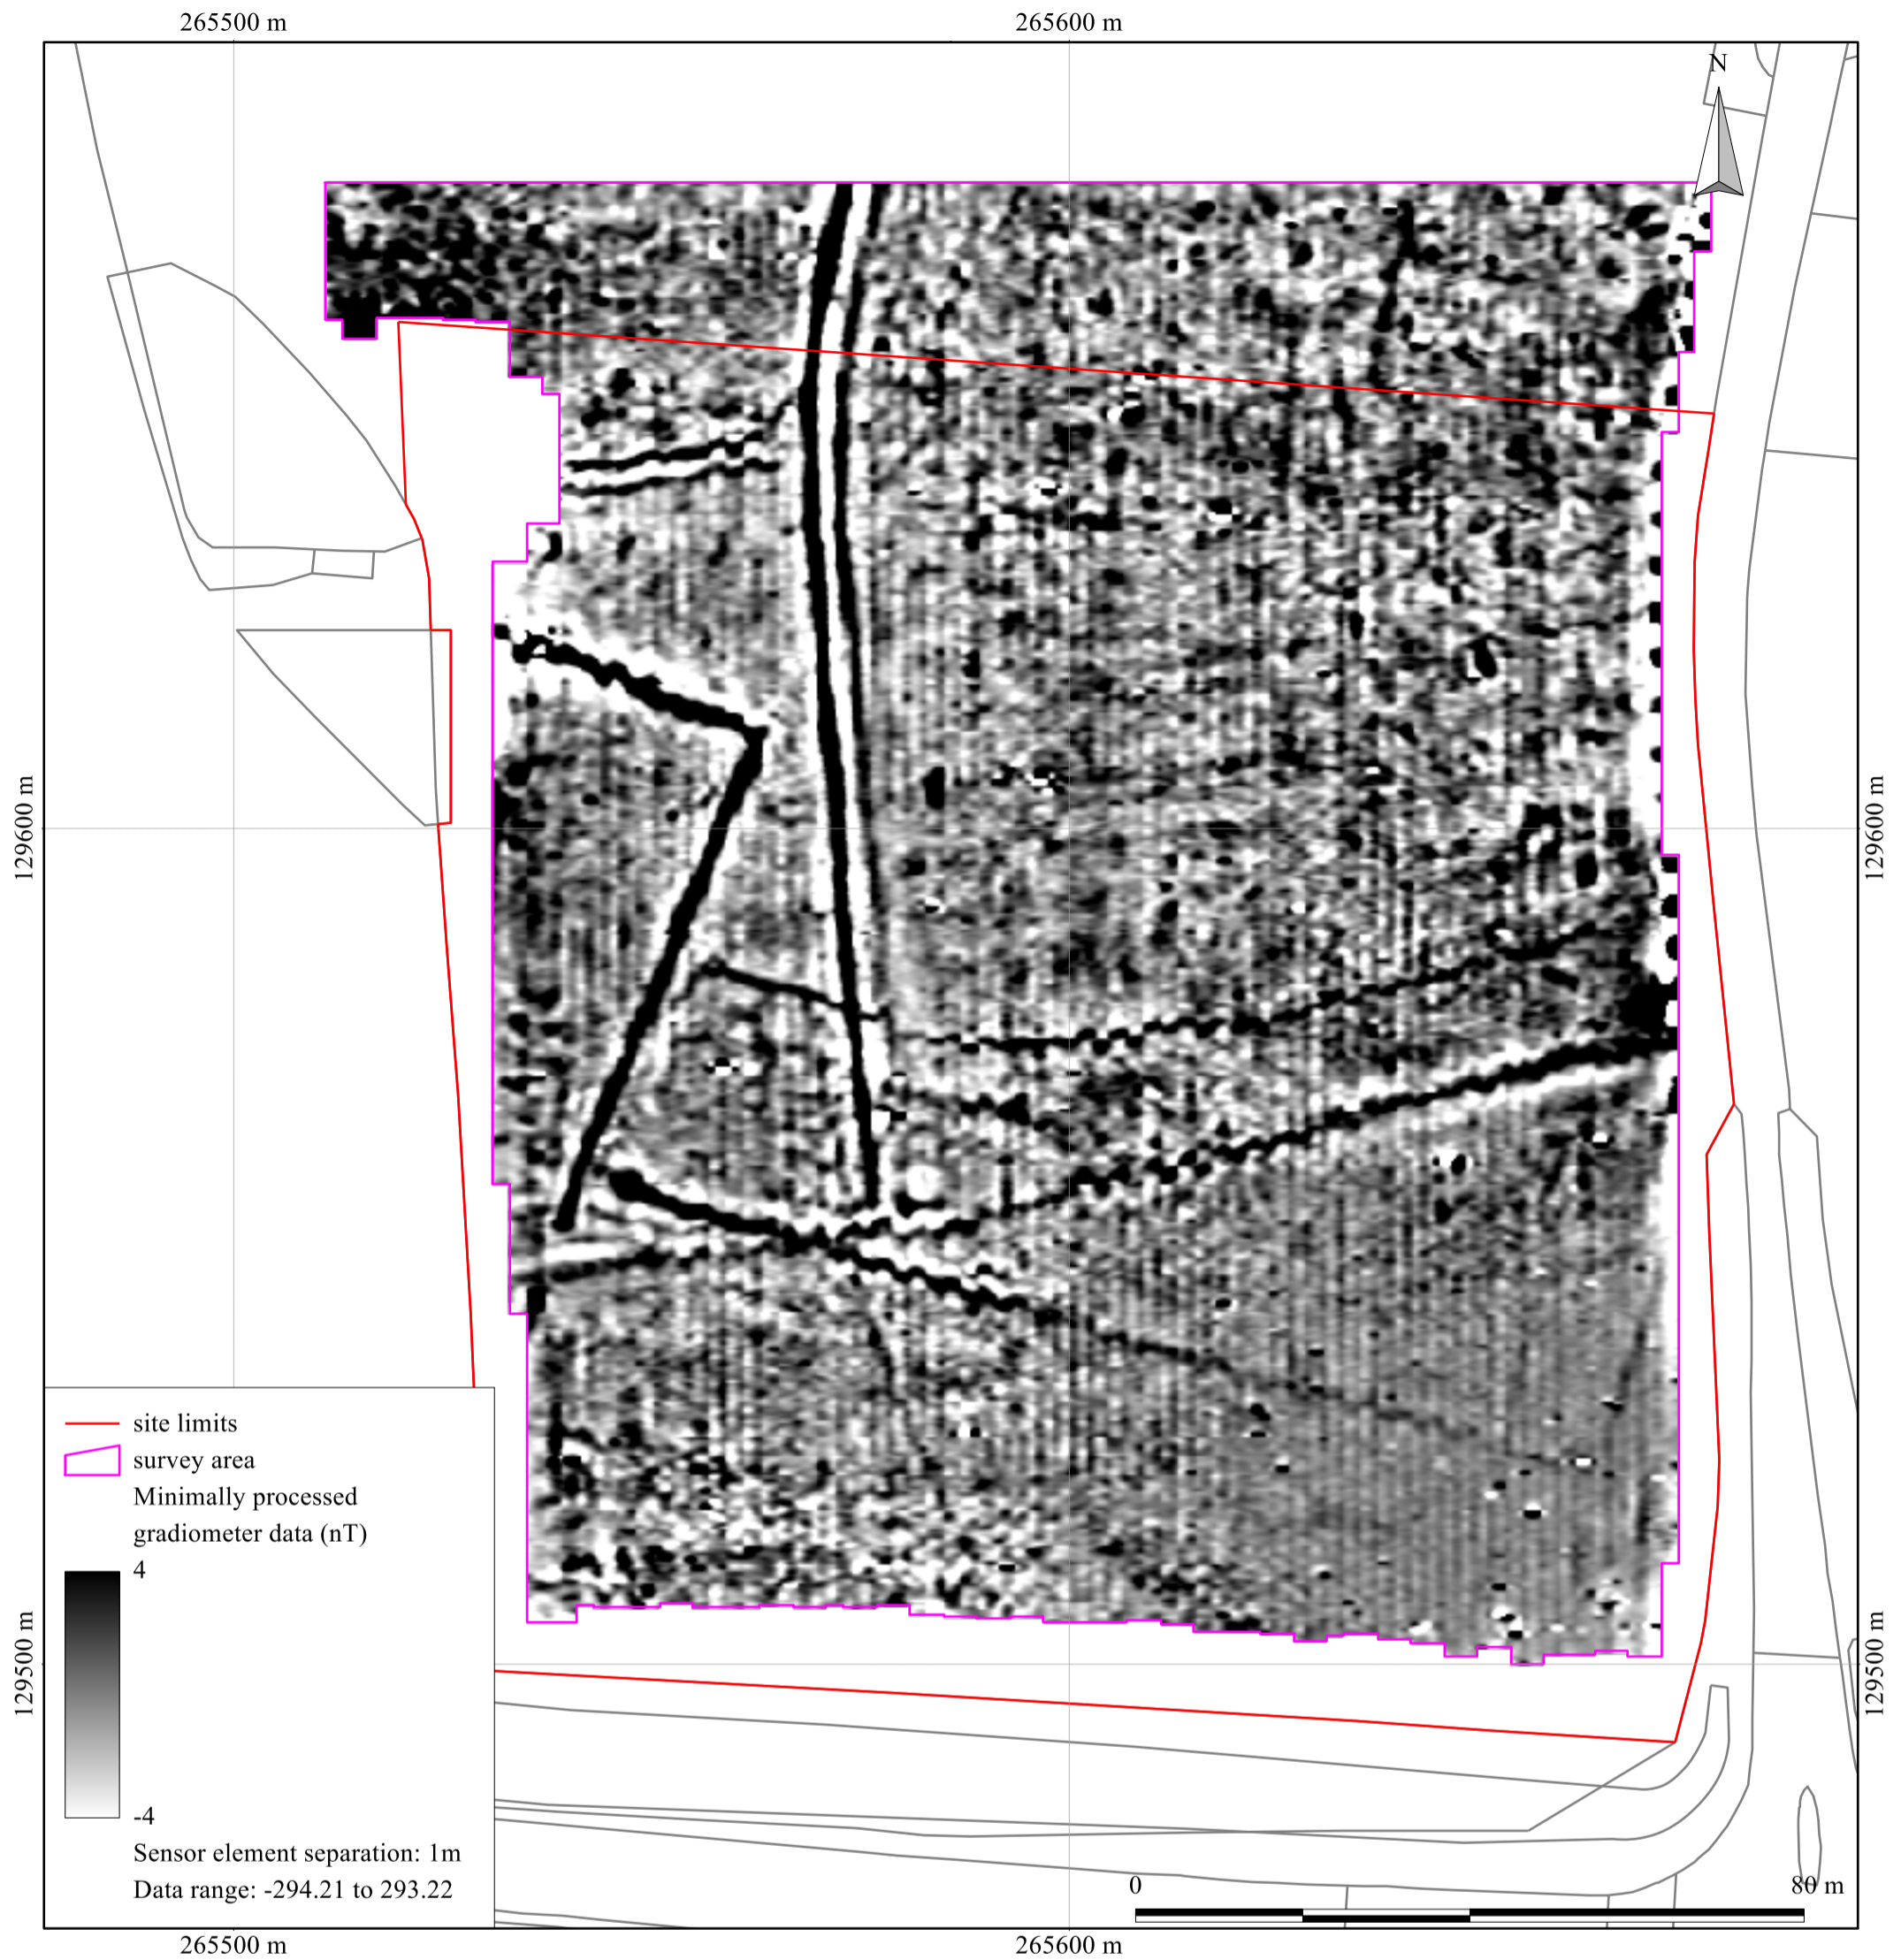 265500 m 265600 m
N
129600 m 129600 m
site limits
survey area
Minimally processed
gradiometer data (nT)
4
-4
Sensor element separation: 1m
Data range: -294.21 to 293.22
129500 m 129500 m
0 80 m
265500 m 265600 m